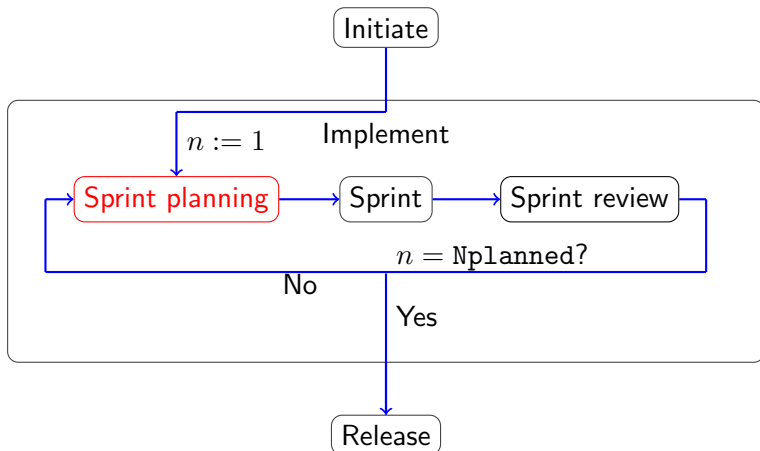 Initiate
Implement
n := 1
Sprint planning
Sprint
Sprint review
n = Nplanned?
No
Yes
Release